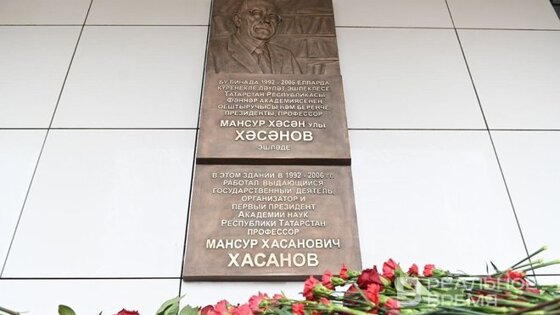 БУ БИНАДА 1992 - 2006 ЕЛЛАРДА
КҮРЕНЕКЛЕ ДӘҮЛӘТ ЭШЛЕКЛЕСЕ
ТАТАРСТАН РЕСПУБЛИКАСЫ
ФӘННӘР АКАДЕМИЯСЕНЕҢ
ОЕШТЫРУЧЫСЫ ҺӘМ БЕРЕНЧЕ
ПРЕЗИДЕНТЫ, ПРОФЕССОР
МАНСУР ХӘСӘН УЛЫ
ХӘСӘНОВ
ЭШЛӘДЕ
В ЭТОМ ЗДАНИИ В 1992 - 2006 ГГ.
РАБОТАЛ ВЫДАЮЩИЙСЯ
ГОСУДАРСТВЕННЫЙ ДЕЯТЕЛЬ,
ОРГАНИЗАТОР И
ПЕРВЫЙ ПРЕЗИДЕНТ
АКАДЕМИИ НАУК
РЕСПУБЛИКИ ТАТАРСТАН
ПРОФЕССОР
МАНСУР ХАСАНОВИЧ
ХАСАНОВ
РЕАЛЬНОЕ
ВРЕМЯ